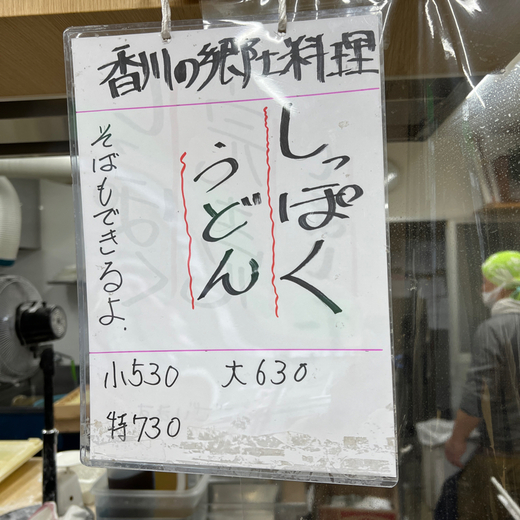 香川の郷土料理
しっぽく
うどん
そばもできるよ.
小530 大630
特730